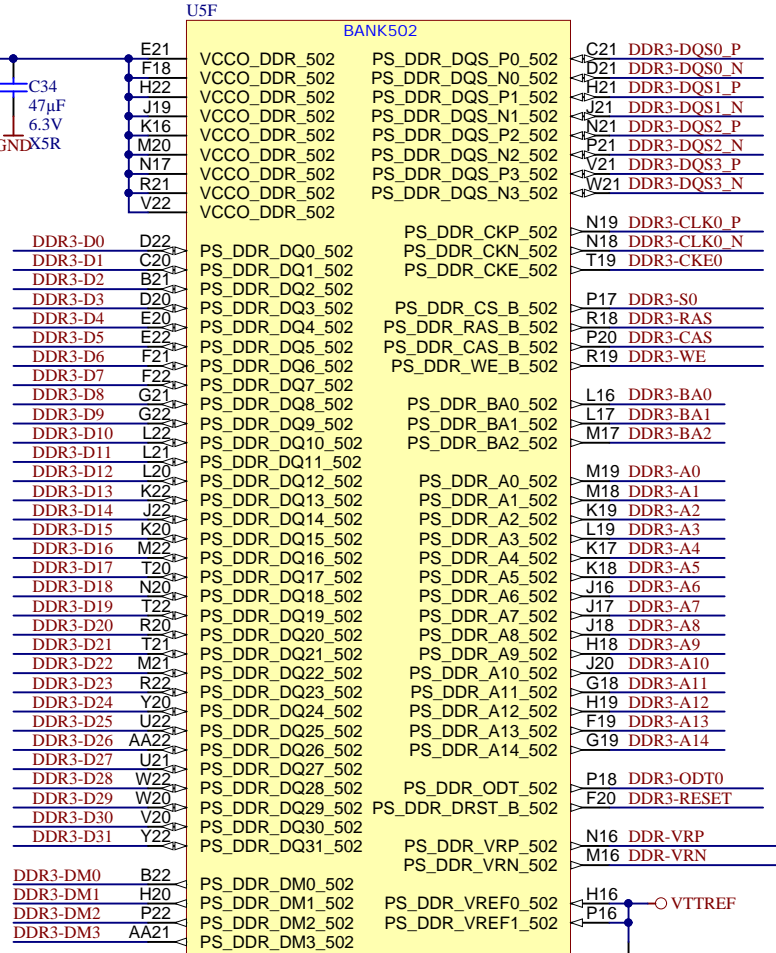 U5F
BANK502
E21 VCCO_DDR_502 PS_DDR_DQS_P0_502 C21 DDR3-DQS0_P
F18 VCCO_DDR_502 PS_DDR_DQS_N0_502 D21 DDR3-DQS0_N
C34 H22 VCCO_DDR_502 PS_DDR_DQS_P1_502 H21 DDR3-DQS1_P
47µF J19 VCCO_DDR_502 PS_DDR_DQS_N1_502 J21 DDR3-DQS1_N
6.3V K16 VCCO_DDR_502 PS_DDR_DQS_P2_502 N21 DDR3-DQS2_P
GND X5R M20 VCCO_DDR_502 PS_DDR_DQS_N2_502 P21 DDR3-DQS2_N
N17 VCCO_DDR_502 PS_DDR_DQS_P3_502 V21 DDR3-DQS3_P
R21 VCCO_DDR_502 PS_DDR_DQS_N3_502 W21 DDR3-DQS3_N
V22 VCCO_DDR_502
PS_DDR_CKP_502 N19 DDR3-CLK0_P
DDR3-D0 D22 PS_DDR_DQ0_502 PS_DDR_CKN_502 N18 DDR3-CLK0_N
DDR3-D1 C20 PS_DDR_DQ1_502 PS_DDR_CKE_502 T19 DDR3-CKE0
DDR3-D2 B21 PS_DDR_DQ2_502
DDR3-D3 D20 PS_DDR_DQ3_502 PS_DDR_CS_B_502 P17 DDR3-S0
DDR3-D4 E20 PS_DDR_DQ4_502 PS_DDR_RAS_B_502 R18 DDR3-RAS
DDR3-D5 E22 PS_DDR_DQ5_502 PS_DDR_CAS_B_502 P20 DDR3-CAS
DDR3-D6 F21 PS_DDR_DQ6_502 PS_DDR_WE_B_502 R19 DDR3-WE
DDR3-D7 F22 PS_DDR_DQ7_502
DDR3-D8 G21 PS_DDR_DQ8_502 PS_DDR_BA0_502 L16 DDR3-BA0
DDR3-D9 G22 PS_DDR_DQ9_502 PS_DDR_BA1_502 L17 DDR3-BA1
DDR3-D10 L22 PS_DDR_DQ10_502 PS_DDR_BA2_502 M17 DDR3-BA2
DDR3-D11 L21 PS_DDR_DQ11_502
DDR3-D12 L20 PS_DDR_DQ12_502 PS_DDR_A0_502 M19 DDR3-A0
DDR3-D13 K22 PS_DDR_DQ13_502 PS_DDR_A1_502 M18 DDR3-A1
DDR3-D14 J22 PS_DDR_DQ14_502 PS_DDR_A2_502 K19 DDR3-A2
DDR3-D15 K20 PS_DDR_DQ15_502 PS_DDR_A3_502 L19 DDR3-A3
DDR3-D16 M22 PS_DDR_DQ16_502 PS_DDR_A4_502 K17 DDR3-A4
DDR3-D17 T20 PS_DDR_DQ17_502 PS_DDR_A5_502 K18 DDR3-A5
DDR3-D18 N20 PS_DDR_DQ18_502 PS_DDR_A6_502 J16 DDR3-A6
DDR3-D19 T22 PS_DDR_DQ19_502 PS_DDR_A7_502 J17 DDR3-A7
DDR3-D20 R20 PS_DDR_DQ20_502 PS_DDR_A8_502 J18 DDR3-A8
DDR3-D21 T21 PS_DDR_DQ21_502 PS_DDR_A9_502 H18 DDR3-A9
DDR3-D22 M21 PS_DDR_DQ22_502 PS_DDR_A10_502 J20 DDR3-A10
DDR3-D23 R22 PS_DDR_DQ23_502 PS_DDR_A11_502 G18 DDR3-A11
DDR3-D24 Y20 PS_DDR_DQ24_502 PS_DDR_A12_502 H19 DDR3-A12
DDR3-D25 U22 PS_DDR_DQ25_502 PS_DDR_A13_502 F19 DDR3-A13
DDR3-D26 AA22 PS_DDR_DQ26_502 PS_DDR_A14_502 G19 DDR3-A14
DDR3-D27 U21 PS_DDR_DQ27_502
DDR3-D28 W22 PS_DDR_DQ28_502 PS_DDR_ODT_502 P18 DDR3-ODT0
DDR3-D29 W20 PS_DDR_DQ29_502 PS_DDR_DRST_B_502 F20 DDR3-RESET
DDR3-D30 V20 PS_DDR_DQ30_502
DDR3-D31 Y22 PS_DDR_DQ31_502 PS_DDR_VRP_502 N16 DDR-VRP
PS_DDR_VRN_502 M16 DDR-VRN
DDR3-DM0 B22 PS_DDR_DM0_502
DDR3-DM1 H20 PS_DDR_DM1_502 PS_DDR_VREF0_502 H16 VTTREF
DDR3-DM2 P22 PS_DDR_DM2_502 PS_DDR_VREF1_502 P16
DDR3-DM3 AA21 PS_DDR_DM3_502